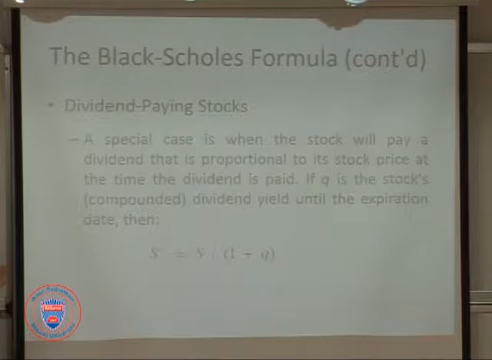 The Black-Scholes Formula (cont'd)
• Dividend-Paying Stocks
– A special case is when the stock will pay a
dividend that is proportional to its stock price at
the time the dividend is paid. If q is the stock's
(compounded) dividend yield until the expiration
date, then:
= S / (1 + q)